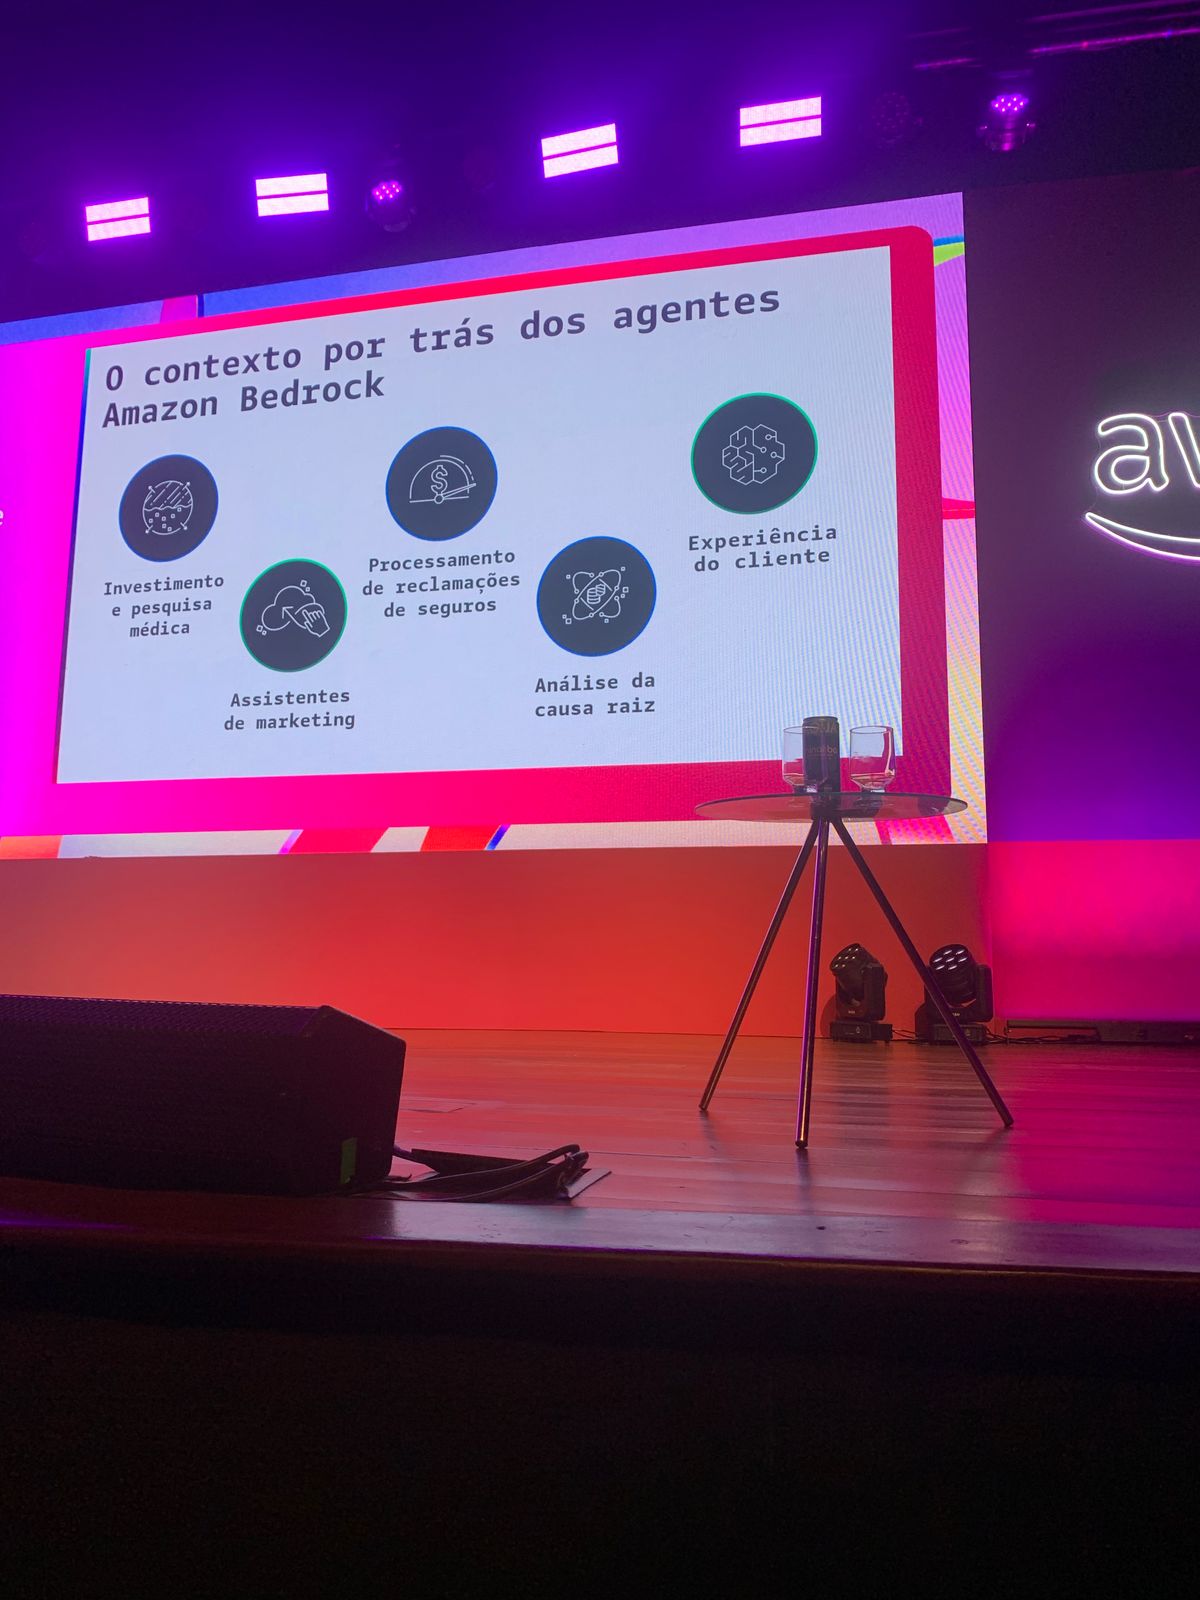 O contexto por trás dos agentes
Amazon Bedrock
Investimento
e pesquisa
médica
Assistentes
de marketing
Processamento
de reclamações
de seguros
Análise da
causa raiz
Experiência
do cliente
aw